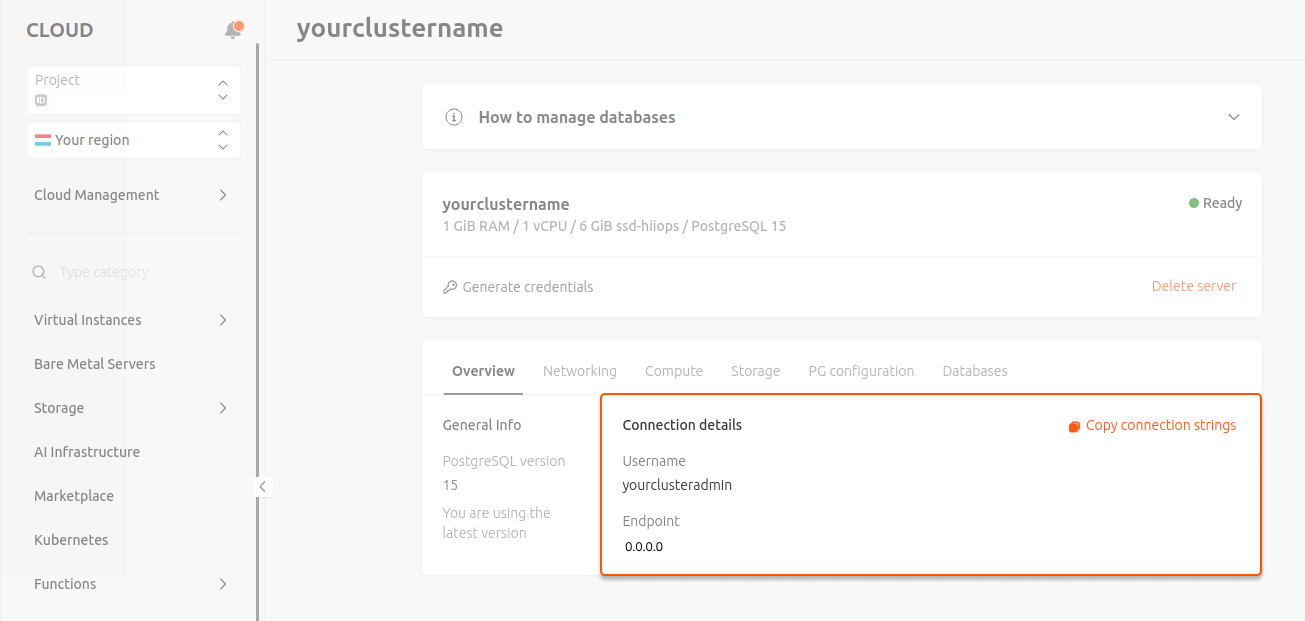 CLOUD
Project
ID
Your region
Cloud Management
Type category
Virtual Instances
Bare Metal Servers
Storage
AI Infrastructure
Marketplace
Kubernetes
Functions
yourclustername
How to manage databases
yourclustername
Ready
1 GiB RAM / 1 vCPU / 6 GiB ssd-hiiops / PostgreSQL 15
Generate credentials
Delete server
Overview Networking Compute Storage PG configuration Databases
General Info
PostgreSQL version
15
You are using the
latest version
Connection details
Copy connection strings
Username
yourclusteradmin
Endpoint
0.0.0.0